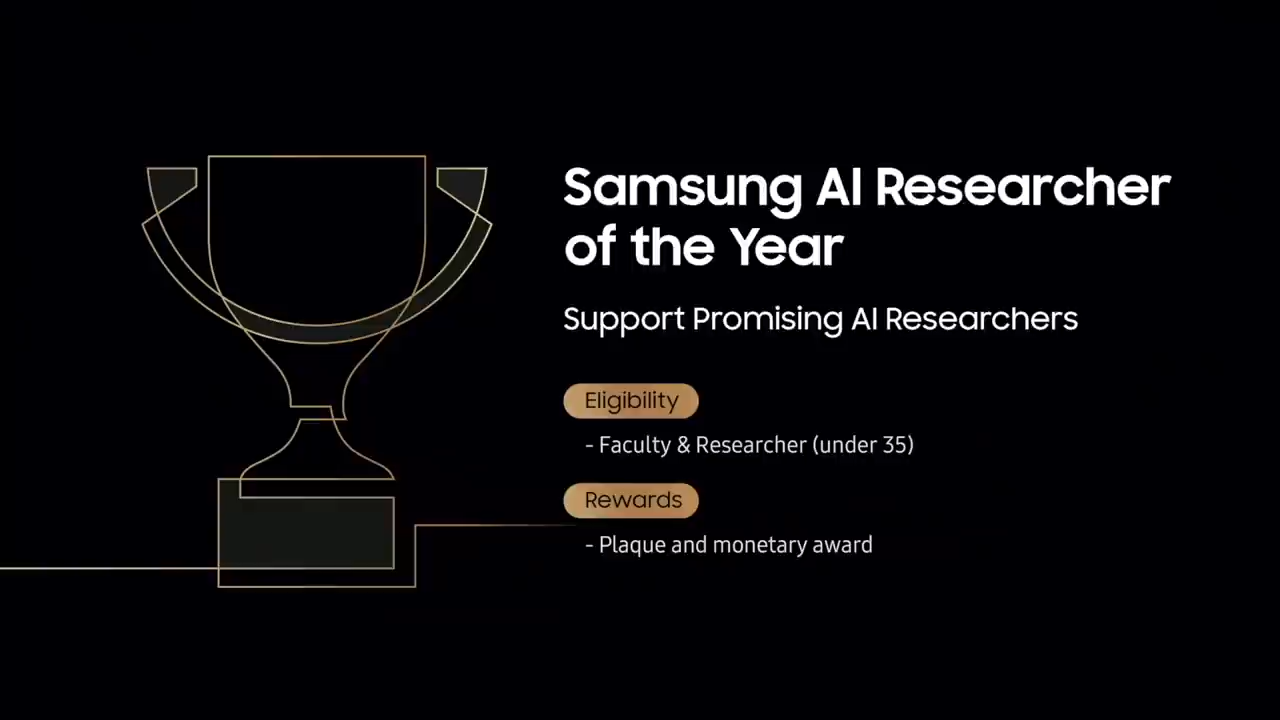 Samsung AI Researcher
of the Year
Support Promising AI Researchers
Eligibility
- Faculty & Researcher (under 35)
Rewards
- Plaque and monetary award